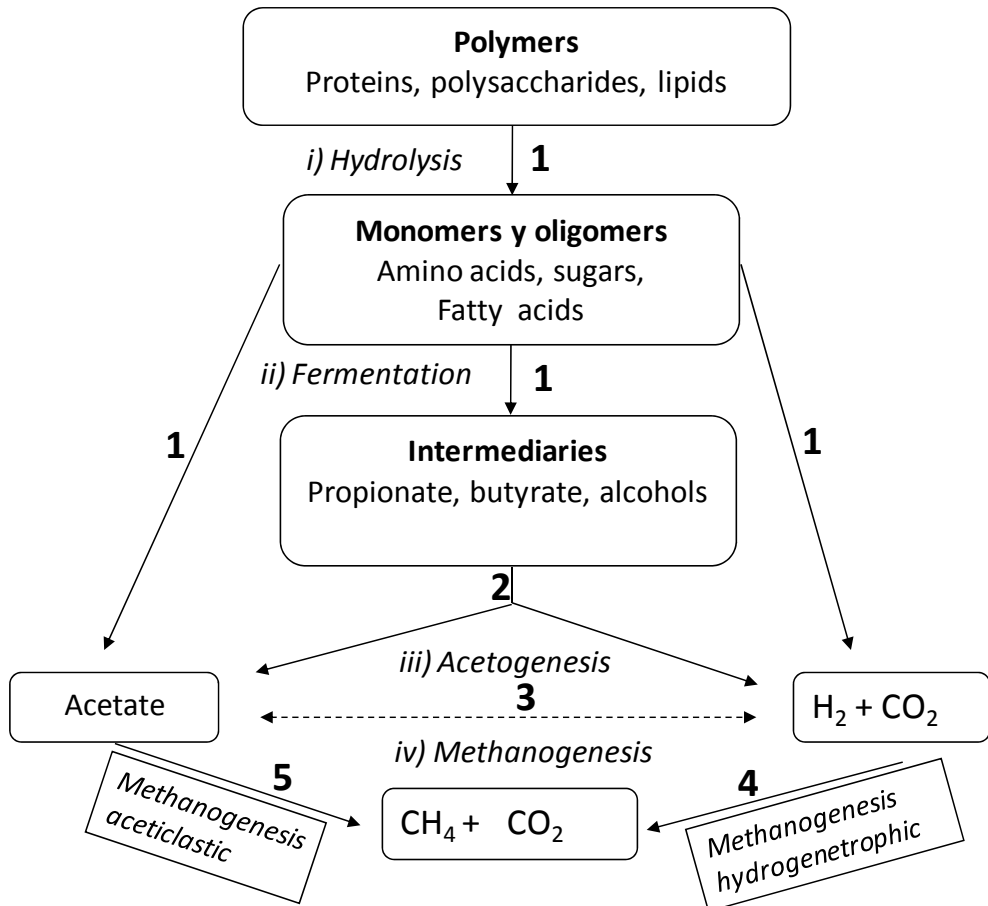 Polymers
Proteins, polysaccharides, lipids
i) Hydrolysis 1
Monomers y oligomers
Amino acids, sugars,
Fatty acids
ii) Fermentation 1
1
1
Intermediaries
Propionate, butyrate, alcohols
2
iii) Acetogenesis
Acetate
3
H₂ + CO₂
iv) Methanogenesis
5
4
Methanogenesis
aceticlastic
CH₄ + CO₂
Methanogenesis
hydrogenetrophic